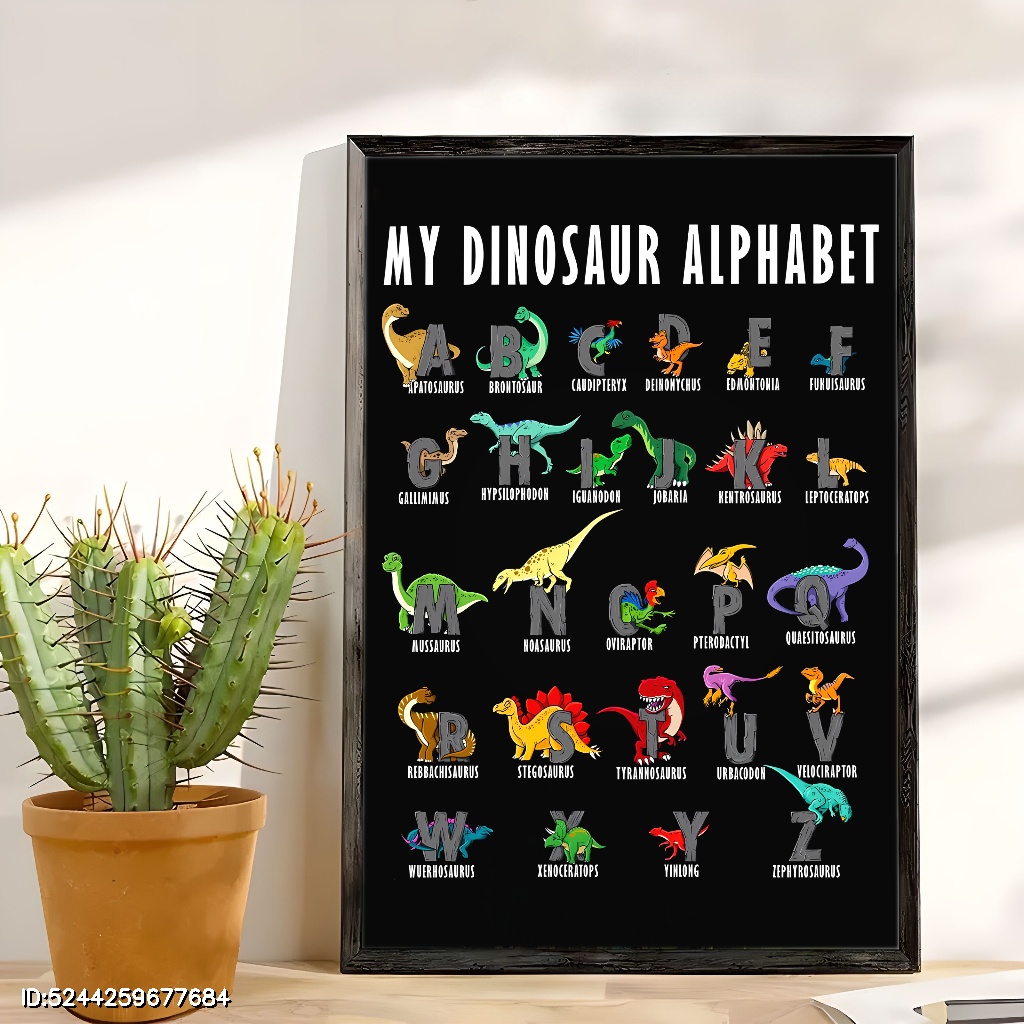 MY DINOSAUR ALPHABET
A B C D E F
APATOSAURUS BRONTOSAUR CAUDIPTERYX DEINONYCHUS EDMONTONIA FUKUISAURUS
G H I J K L
GALLIMIMUS HYPSILOPHODON IGUANODON JOBARIA KENTROSAURUS LEPTOCERATOPS
M N O P Q
MUSSAURUS NOASAURUS OVIRAPTOR PTERODACTYL QUAESITOSAURUS
R S T U V
REBBACHISAURUS STEGOSAURUS TYRANNOSAURUS URBACODON VELOCIRAPTOR
W X Y Z
WUERHOSAURUS XENOCERATOPS YINLONG ZEPHYROSAURUS
ID:5244259677684